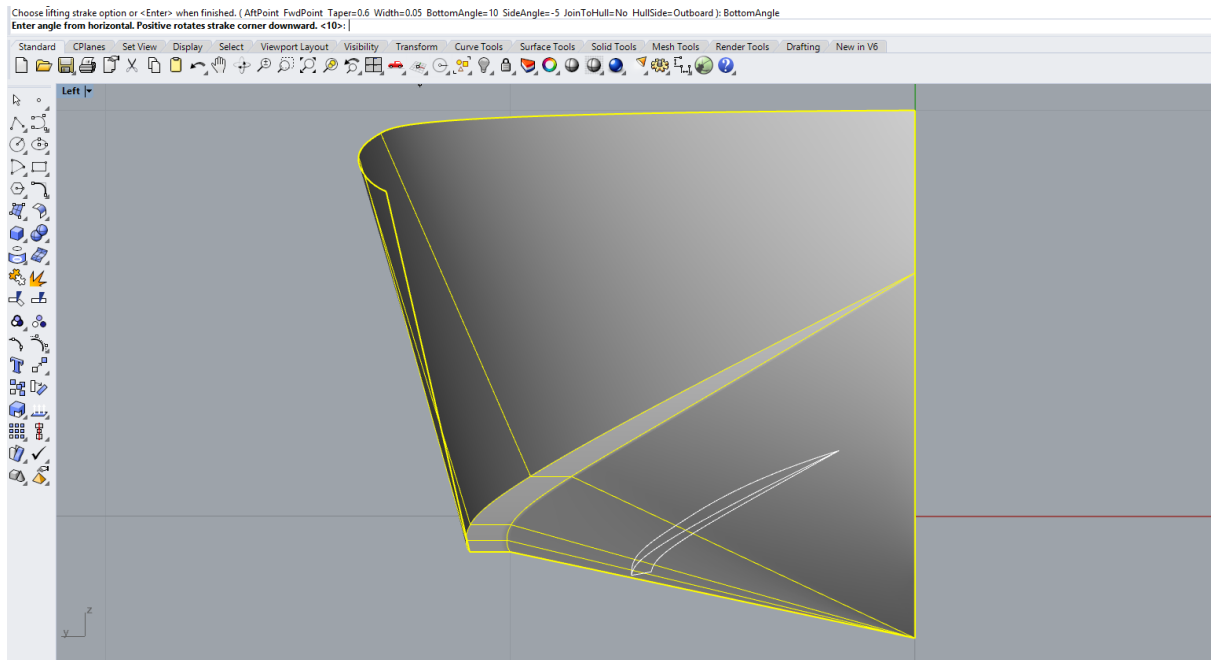 Choose lifting strake option or <Enter> when finished. ( AftPoint FwdPoint Taper=0.6 Width=0.05 BottomAngle=10 SideAngle=-5 JoinToHull=No HullSide=Outboard ): BottomAngle
Enter angle from horizontal. Positive rotates strake corner downward. <10>:
Standard CPlanes Set View Display Select Viewport Layout Visibility Transform Curve Tools Surface Tools Solid Tools Mesh Tools Render Tools Drafting New in V6
Left
z
y